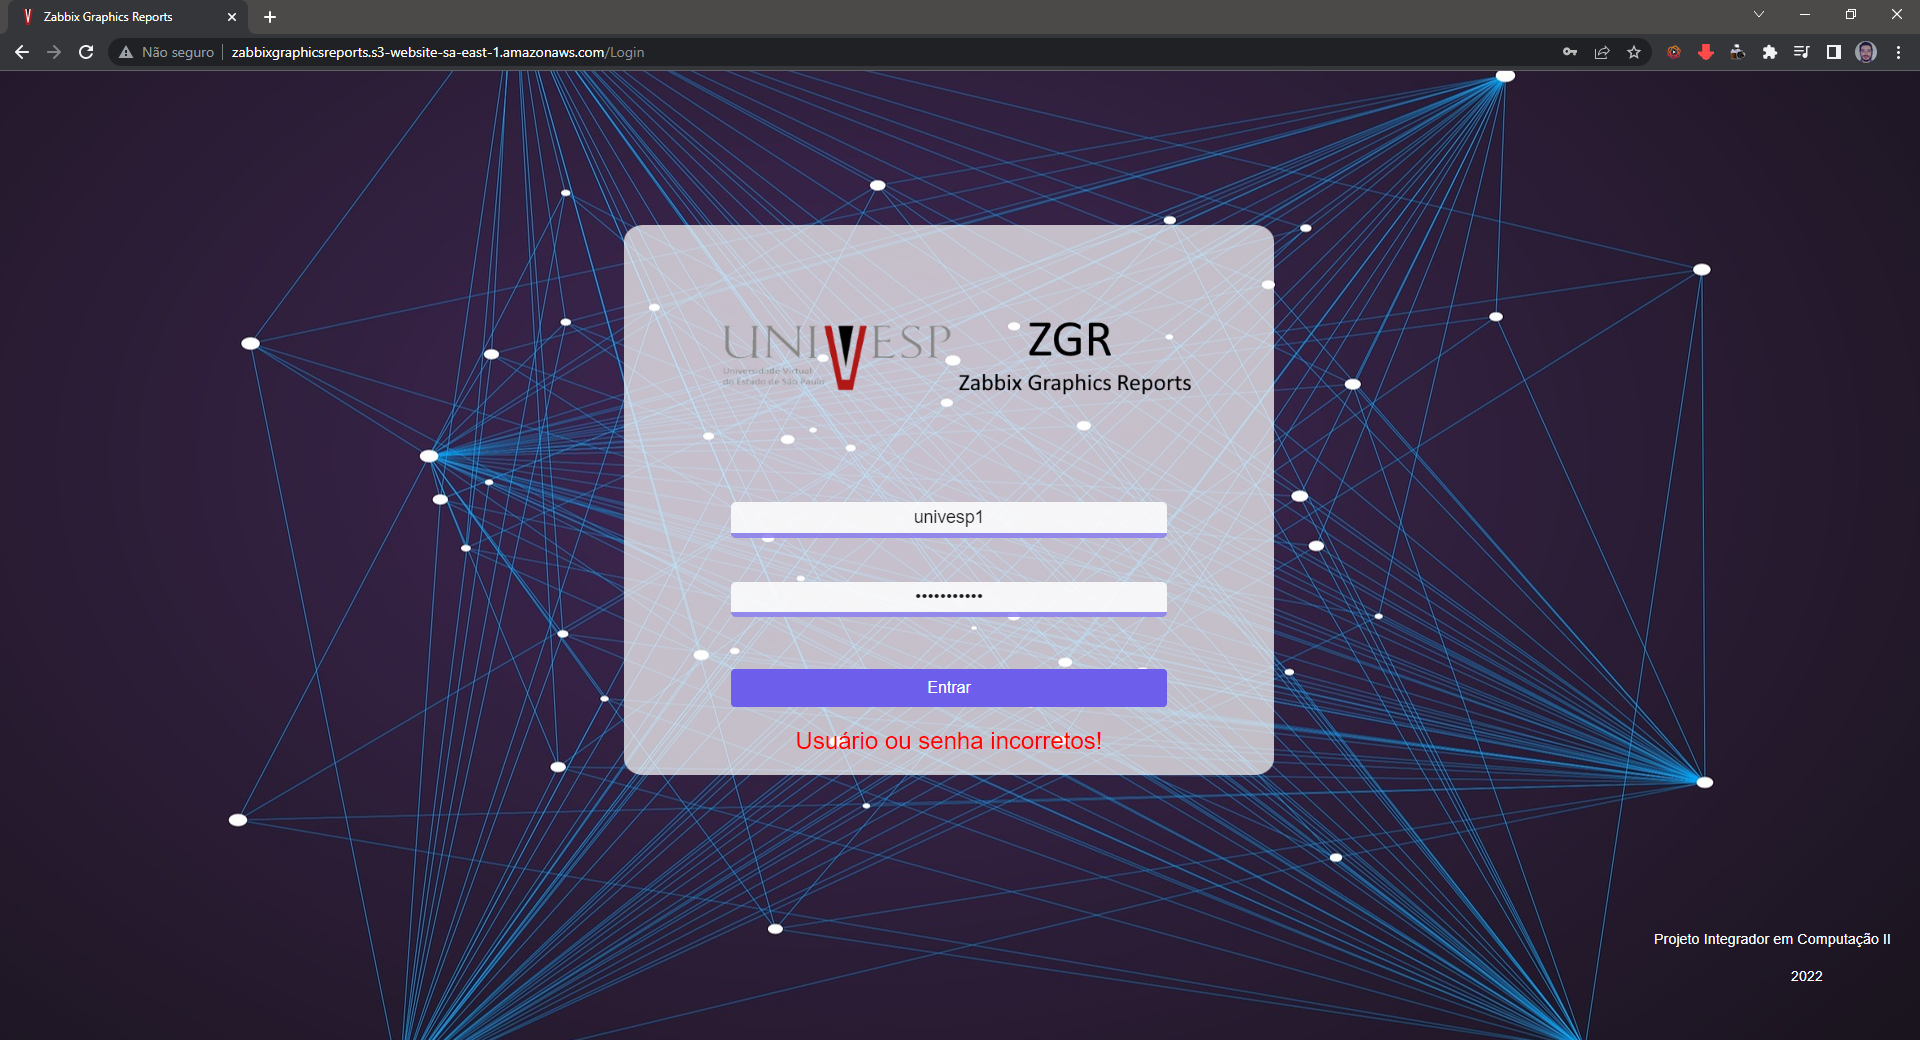 Zabbix Graphics Reports
Não seguro
zabbixgraphicsreports.s3-website-sa-east-1.amazonaws.com/Login
UNIVESP
Universidade Virtual
do Estado de São Paulo
ZGR
Zabbix Graphics Reports
univesp1
•••••••••••
Entrar
Usuário ou senha incorretos!
Projeto Integrador em Computação II
2022